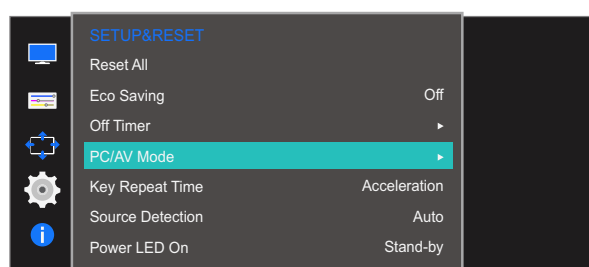 SETUP&RESET
Reset All
Eco Saving Off
Off Timer ▸
PC/AV Mode ▸
Key Repeat Time Acceleration
Source Detection Auto
Power LED On Stand-by